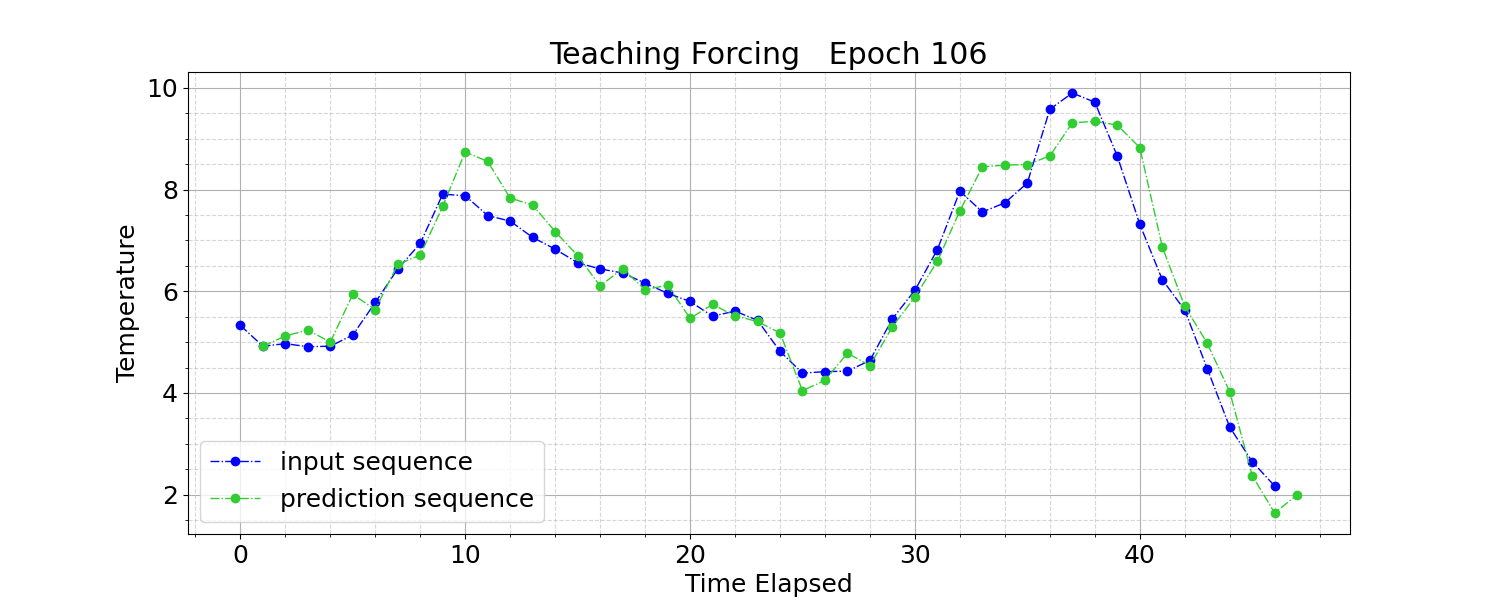 Teaching Forcing   Epoch 106
10
8
6
4
2
Temperature
input sequence
prediction sequence
0 10 20 30 40
Time Elapsed